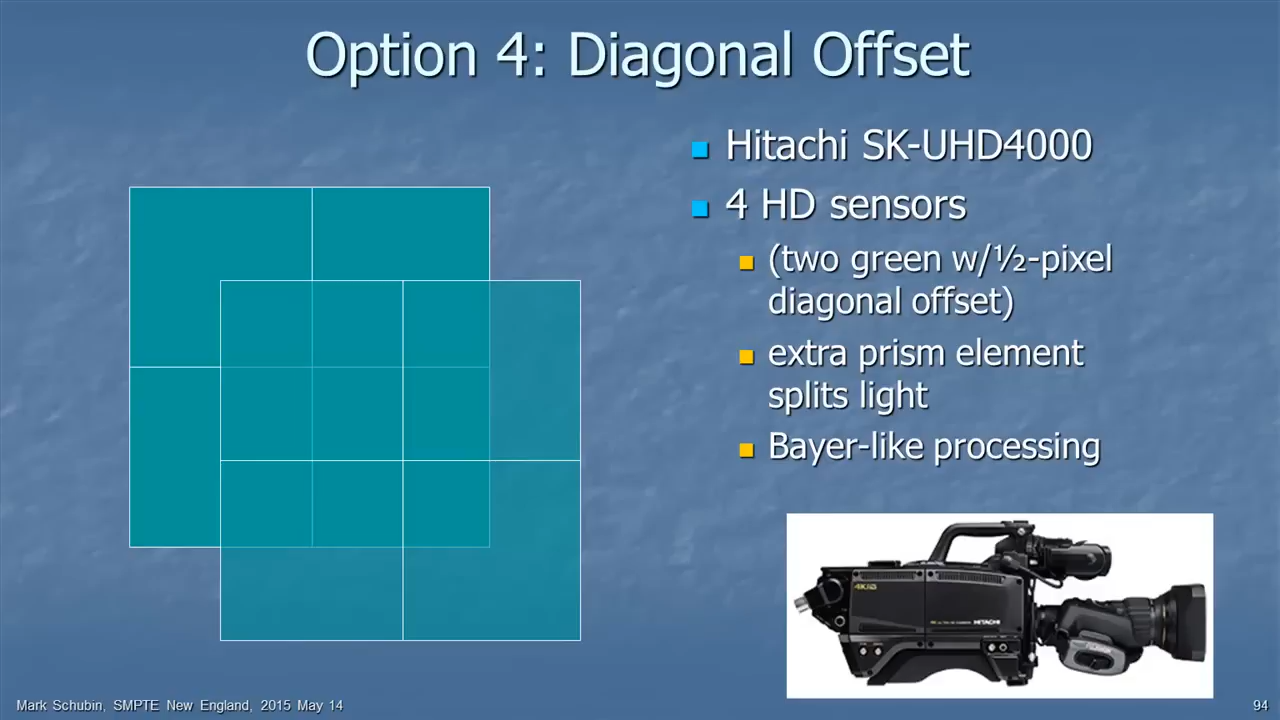 Option 4: Diagonal Offset
Hitachi SK-UHD4000
4 HD sensors
(two green w/½-pixel
diagonal offset)
extra prism element
splits light
Bayer-like processing
HITACHI
Mark Schubin, SMPTE New England, 2015 May 14
94